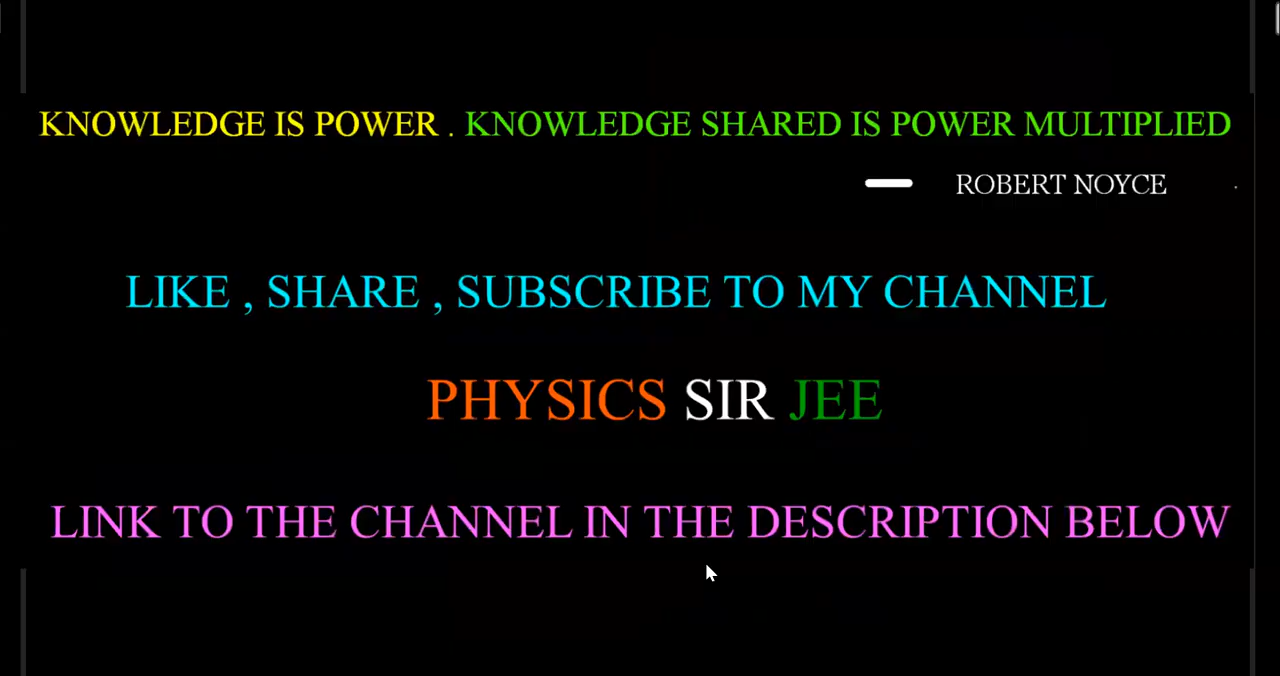 KNOWLEDGE IS POWER . KNOWLEDGE SHARED IS POWER MULTIPLIED
— ROBERT NOYCE .
LIKE , SHARE , SUBSCRIBE TO MY CHANNEL
PHYSICS SIR JEE
LINK TO THE CHANNEL IN THE DESCRIPTION BELOW